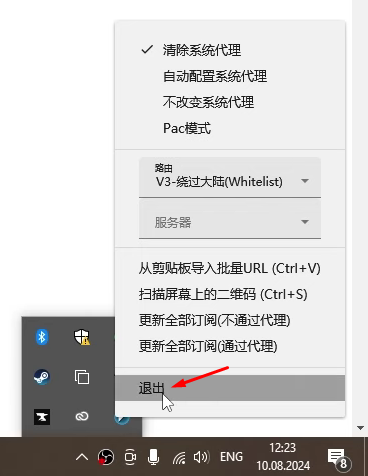 清除系统代理
自动配置系统代理
不改变系统代理
Pac模式
路由
V3-绕过大陆(Whitelist)
服务器
从剪贴板导入批量URL (Ctrl+V)
扫描屏幕上的二维码 (Ctrl+S)
更新全部订阅(不通过代理)
更新全部订阅(通过代理)
退出
ENG
12:23
10.08.2024
8